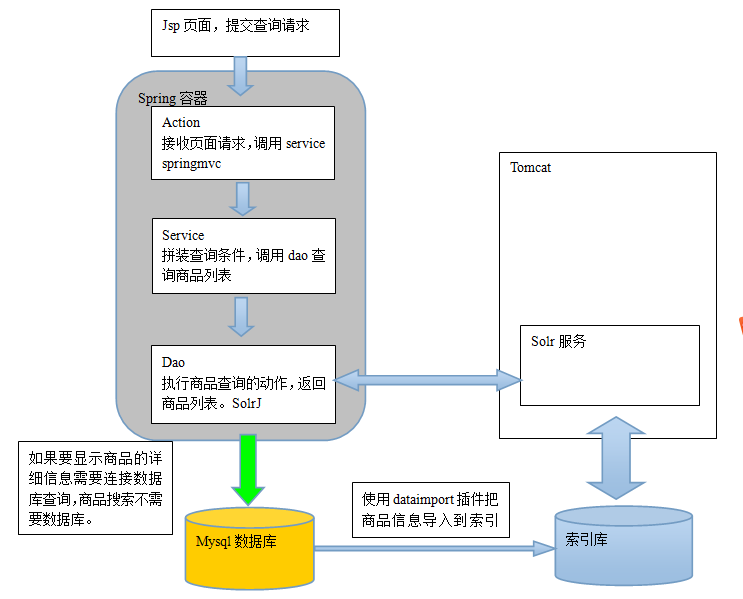 Jsp 页面，提交查询请求
Spring 容器
Action
接收页面请求，调用 service
springmvc
Service
拼装查询条件，调用 dao 查
询商品列表
Dao
执行商品查询的动作，返回
商品列表。SolrJ
Tomcat
Solr 服务
如果要显示商品的详
细信息需要连接数据
库查询，商品搜索不需
要数据库。
Mysql 数据库
使用 dataimport 插件把
商品信息导入到索引
索引库